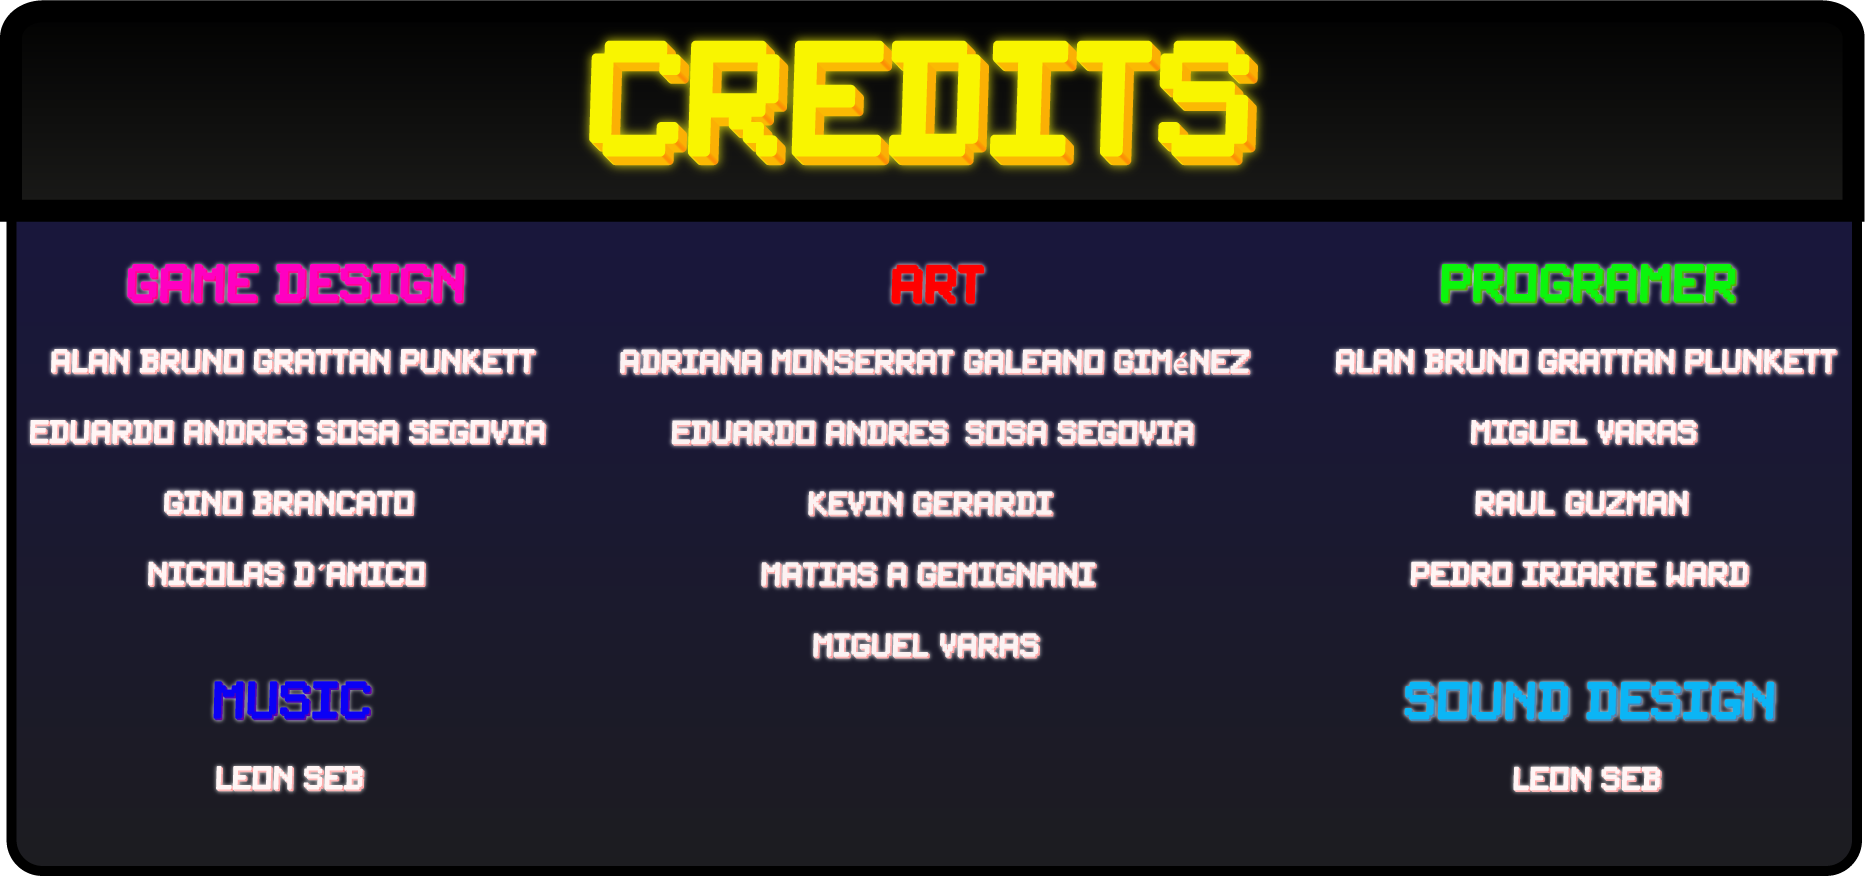 CREDITS
GAME DESIGN
ALAN BRUNO GRATTAN PUNKETT
EDUARDO ANDRES SOSA SEGOVIA
GINO BRANCATO
NICOLAS D´AMICO
MUSIC
LEON SEB
ART
ADRIANA MONSERRAT GALEANO GIMéNEZ
EDUARDO ANDRES SOSA SEGOVIA
KEVIN GERARDI
MATIAS A GEMIGNANI
MIGUEL VARAS
PROGRAMER
ALAN BRUNO GRATTAN PLUNKETT
MIGUEL VARAS
RAUL GUZMAN
PEDRO IRIARTE WARD
SOUND DESIGN
LEON SEB